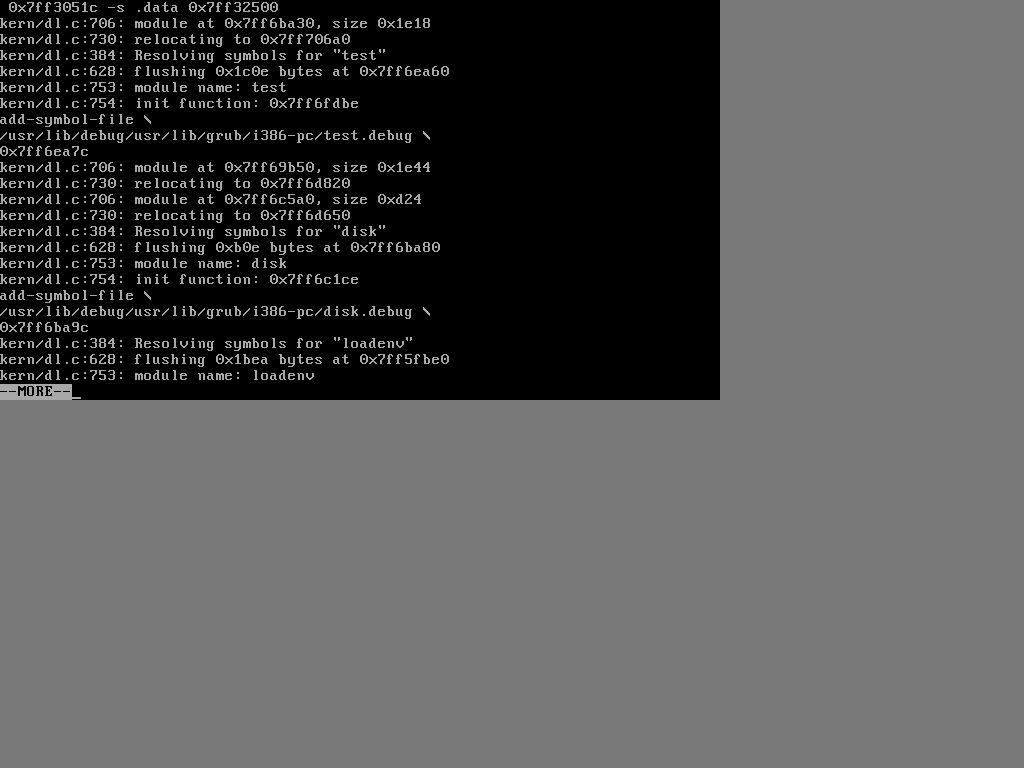 0x7ff3051c -s .data 0x7ff32500
kern/dl.c:706: module at 0x7ff6ba30, size 0x1e18
kern/dl.c:730: relocating to 0x7ff706a0
kern/dl.c:384: Resolving symbols for "test"
kern/dl.c:628: flushing 0x1c0e bytes at 0x7ff6ea60
kern/dl.c:753: module name: test
kern/dl.c:754: init function: 0x7ff6fdbe
add-symbol-file \
/usr/lib/debug/usr/lib/grub/i386-pc/test.debug \
0x7ff6ea7c
kern/dl.c:706: module at 0x7ff69b50, size 0x1e44
kern/dl.c:730: relocating to 0x7ff6d820
kern/dl.c:706: module at 0x7ff6c5a0, size 0xd24
kern/dl.c:730: relocating to 0x7ff6d650
kern/dl.c:384: Resolving symbols for "disk"
kern/dl.c:628: flushing 0xb0e bytes at 0x7ff6ba80
kern/dl.c:753: module name: disk
kern/dl.c:754: init function: 0x7ff6c1ce
add-symbol-file \
/usr/lib/debug/usr/lib/grub/i386-pc/disk.debug \
0x7ff6ba9c
kern/dl.c:384: Resolving symbols for "loadenv"
kern/dl.c:628: flushing 0x1bea bytes at 0x7ff5fbe0
kern/dl.c:753: module name: loadenv
--MORE--_